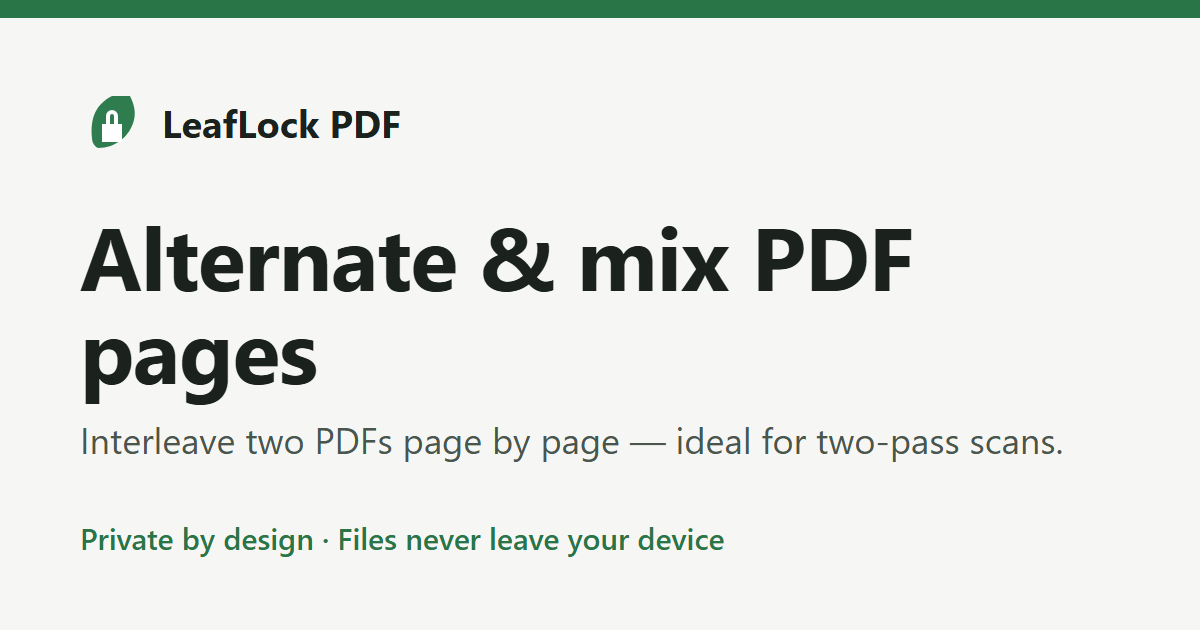 LeafLock PDF
Alternate & mix PDF
pages
Interleave two PDFs page by page — ideal for two-pass scans.
Private by design · Files never leave your device